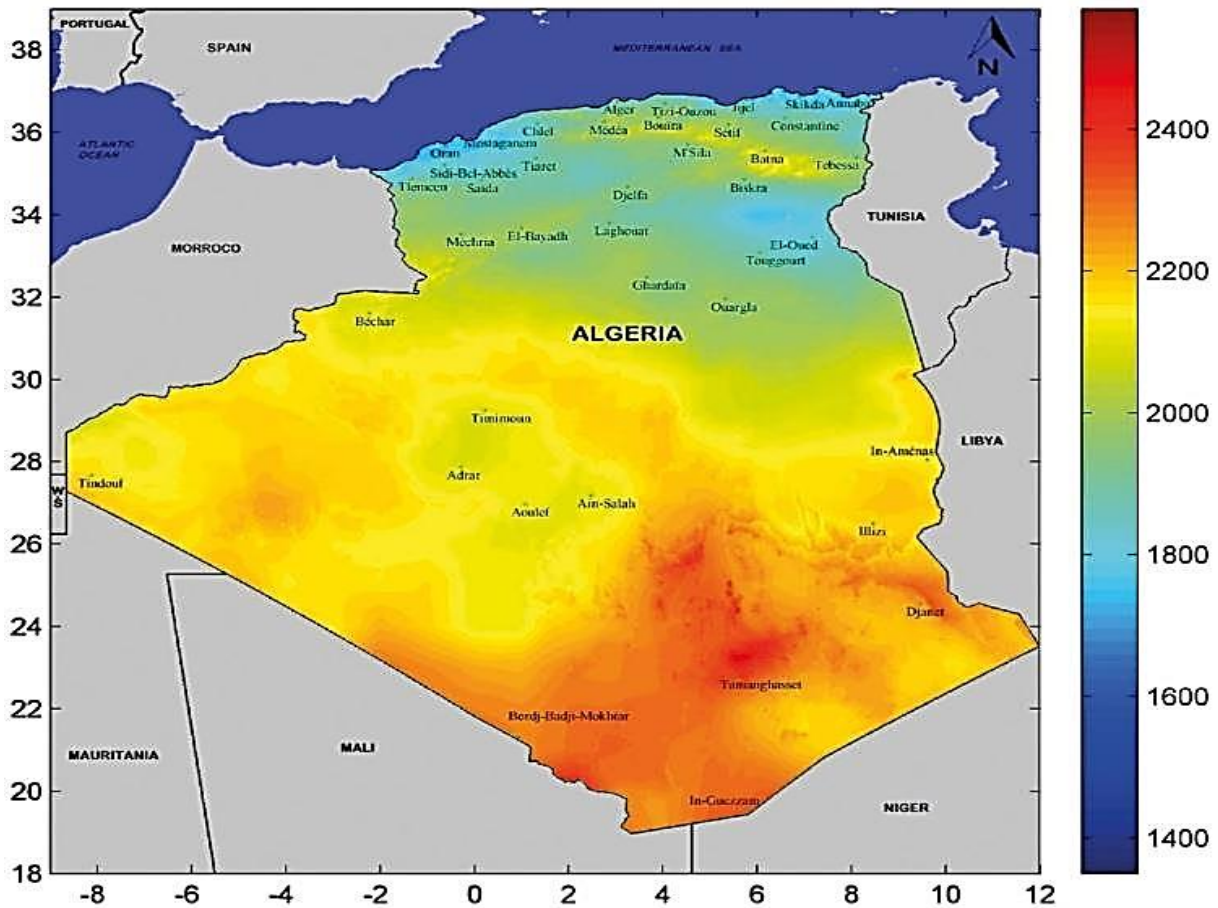 PORTUGAL
SPAIN
MEDITERRANEAN SEA
N
ATLANTIC
OCEAN
Alger
Tizi-Ouzou
Jijel
Skikda
Annaba
Chlef
Médéa
Bouira
Sétif
Constantine
Mostaganem
Oran
M'Sila
Batna
Tebessa
Tiaret
Sidi-Bel-Abbès
Tlemcen
Saida
Djelfa
Biskra
TUNISIA
MORROCO
Méchria
El-Bayadh
Laghouat
El-Oued
Touggourt
Ghardaïa
Ouargla
Béchar
ALGERIA
Timimoun
LIBYA
In-Aménas
Tindouf
W
S
Adrar
Aoulef
Ain-Salah
Illizi
Djanet
Tamanghasset
Bordj-Badji-Mokhtar
MAURITANIA
MALI
In-Guezzam
NIGER
38
36
34
32
30
28
26
24
22
20
18
-8 -6 -4 -2 0 2 4 6 8 10 12
2400
2200
2000
1800
1600
1400